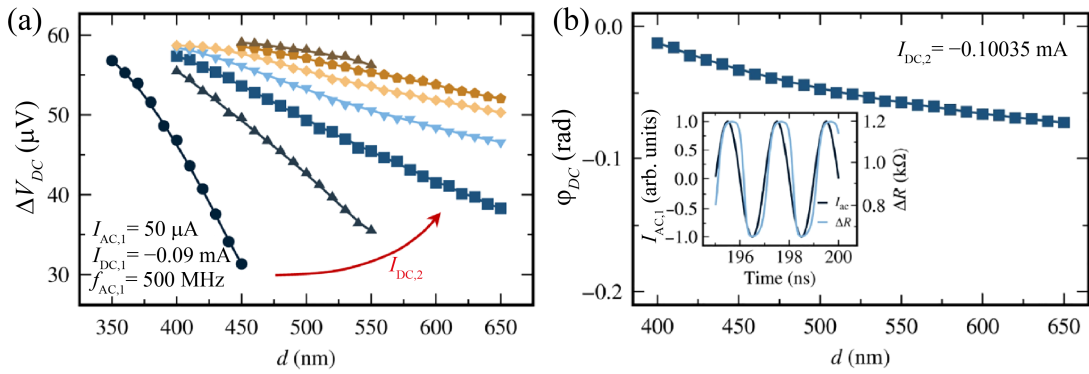 (a)
60
50
40
30
ΔV_DC (μV)
I_AC,1 = 50 μA
I_DC,1 = −0.09 mA
f_AC,1 = 500 MHz
I_DC,2
350 400 450 500 550 600 650
d (nm)
(b)
0.0
−0.1
−0.2
φ_DC (rad)
I_DC,2 = −0.10035 mA
1.0
0.5
0.0
−0.5
−1.0
I_AC,1 (arb. units)
1.2
1.0
0.8
ΔR (kΩ)
I_ac
ΔR
196 198 200
Time (ns)
400 450 500 550 600 650
d (nm)